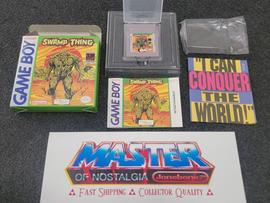 GAME BOY
SWAMP THING
GAME BOY
SWAMP THING
"I CAN
CONQUER
THE
WORLD!"
MASTER
OF NOSTALGIA
Jonebone
FAST SHIPPING
COLLECTOR QUALITY